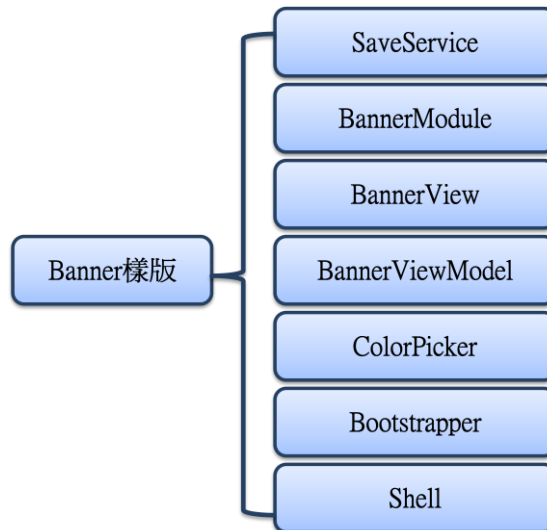 SaveService
BannerModule
BannerView
Banner樣版
BannerViewModel
ColorPicker
Bootstrapper
Shell